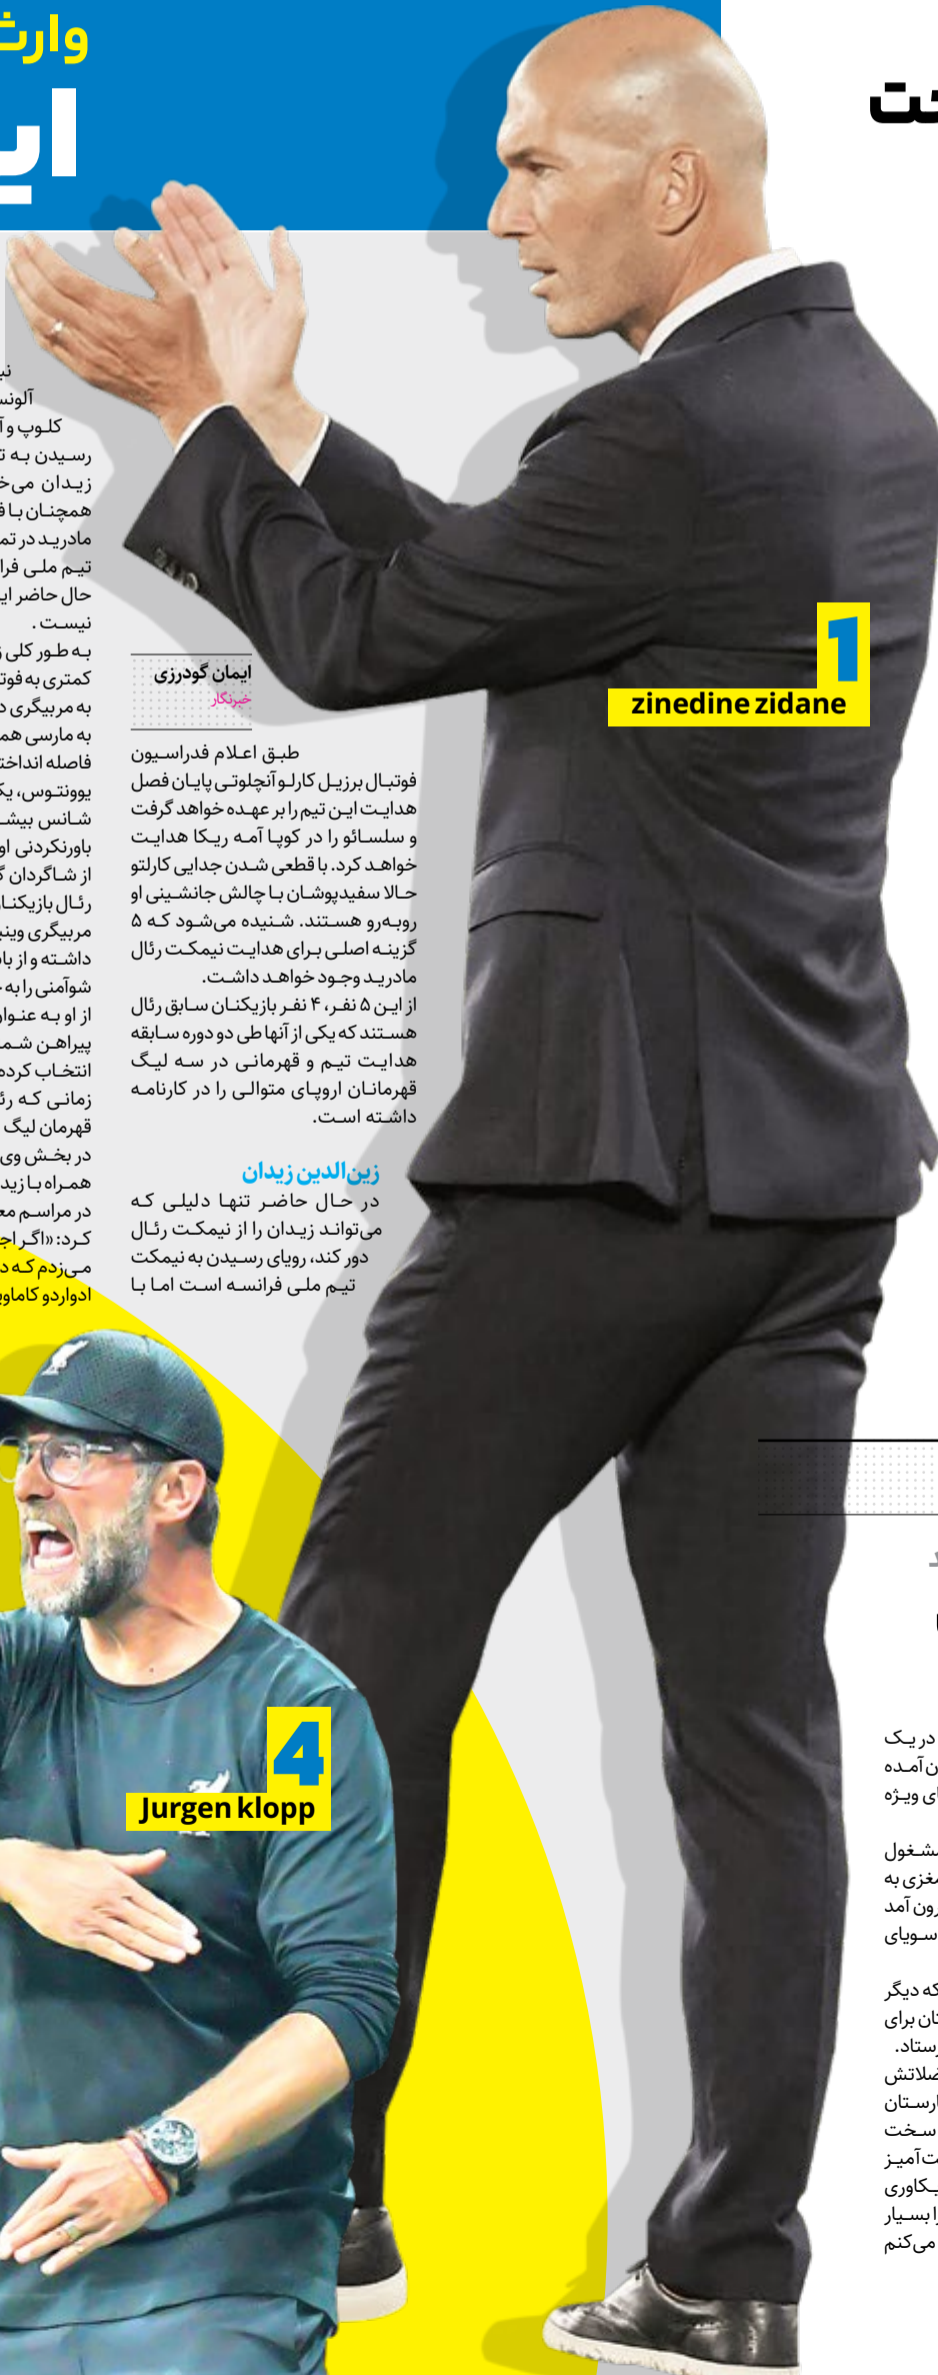 وارث
ای
ایمان گودرزی
خبرنگار
طبق اعلام فدراسیون
فوتبال برزیل کارلو آنچلوتی پایان فصل
هدایت این تیم را بر عهده خواهد گرفت
و سلسائو را در کوپا آمه ریکا هدایت
خواهد کرد. با قطعی شدن جدایی کارلتو
حالا سفیدپوشان با چالش جانشینی او
روبه‌رو هستند. شنیده می‌شود که ۵
گزینه اصلی برای هدایت نیمکت رئال
مادرید وجود خواهد داشت.
از این ۵ نفر، ۴ نفر بازیکنان سابق رئال
هستند که یکی از آنها طی دو دوره سابقه
هدایت تیم و قهرمانی در سه لیگ
قهرمانان اروپای متوالی را در کارنامه
داشته است.
زین‌الدین زیدان
در حال حاضر تنها دلیلی که
می‌تواند زیدان را از نیمکت رئال
دور کند، رویای رسیدن به نیمکت
تیم ملی فرانسه است اما با
کلوپ و آ
رسیدن به ت
زیدان می‌خ
همچنان با ف
مادرید در تم
تیم ملی فرا
حال حاضر ای
نیست .
به طور کلی ز
کمتری به فوت
به مربیگری د
به مارسی هم
فاصله انداخت
یوونتوس، یک
شانس بیش
باورنکردنی او
از شاگردان گ
رئال بازیکنا
مربیگری وین
داشته و از با
شوآمنی را به
از او به عنوا
پیراهن شم
انتخاب کرده
زمانی که رئ
قهرمان لیگ
در بخش وی
همراه با زید
در مراسم مع
کرد: «اگر اج
می‌زدم که د
ادواردو کاماو
1
zinedine zidane
4
Jurgen klopp
در یک
ن آمده
ای ویژه
مشغول
مغزی به
رون آمد
سویای
که دیگر
تان برای
رستاد.
ضلاتش
ارستان
سخت
ت‌آمیز
یکاوری
ا بسیار
می‌کنم